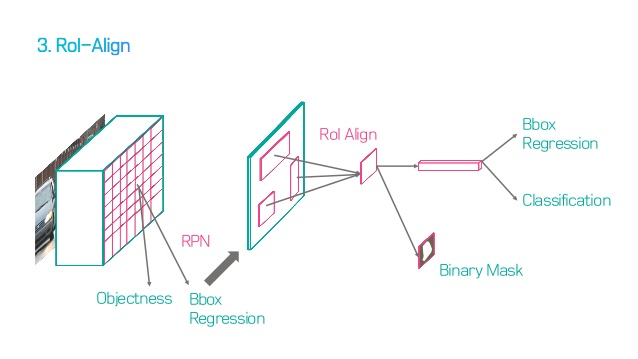 3. RoI-Align
RoI Align
Bbox
Regression
Classification
RPN
Binary Mask
Objectness
Bbox
Regression